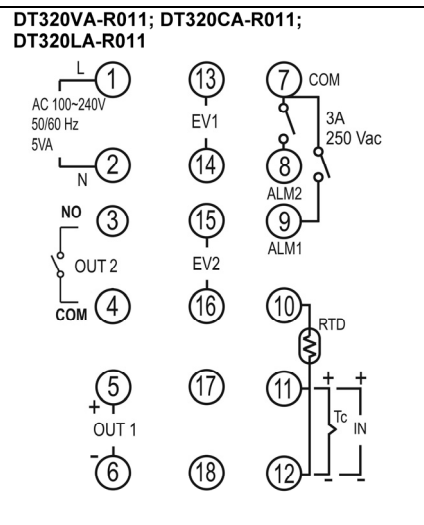 DT320VA-R011; DT320CA-R011;
DT320LA-R011
L
1
13
7
COM
AC 100~240V
50/60 Hz
5VA
EV1
3A
250 Vac
2
N
14
8
ALM2
NO
3
15
9
ALM1
OUT 2
EV2
COM
4
16
10
RTD
5
17
11
+
+
+
OUT 1
Tc
IN
-
6
18
12
-
-